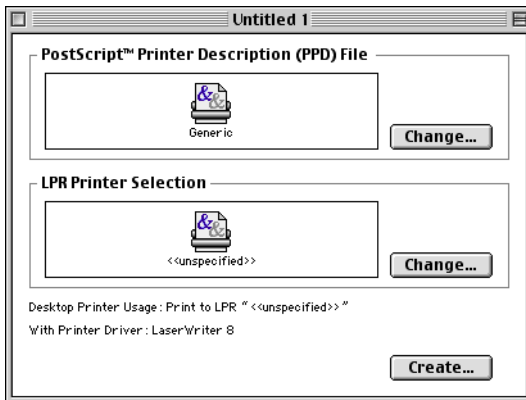 Untitled 1
PostScript™ Printer Description (PPD) File
Generic
Change...
LPR Printer Selection
<<unspecified>>
Change...
Desktop Printer Usage: Print to LPR “<<unspecified>>”
With Printer Driver: LaserWriter 8
Create...